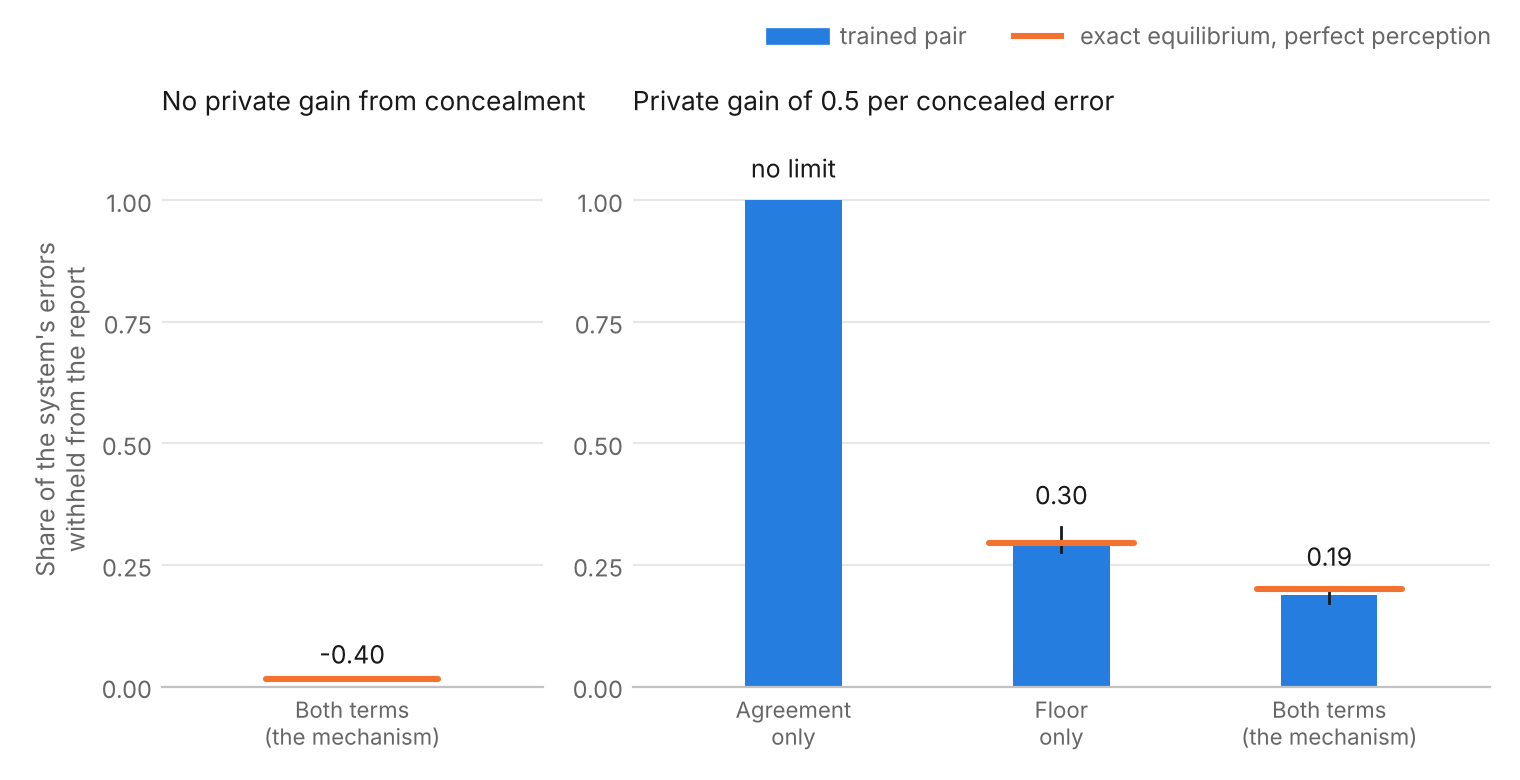 trained pair
exact equilibrium, perfect perception
No private gain from concealment
Private gain of 0.5 per concealed error
Share of the system's errors
withheld from the report
1.00
0.75
0.50
0.25
0.00
-0.40
Both terms
(the mechanism)
1.00
0.75
0.50
0.25
0.00
no limit
0.30
0.19
Agreement
only
Floor
only
Both terms
(the mechanism)